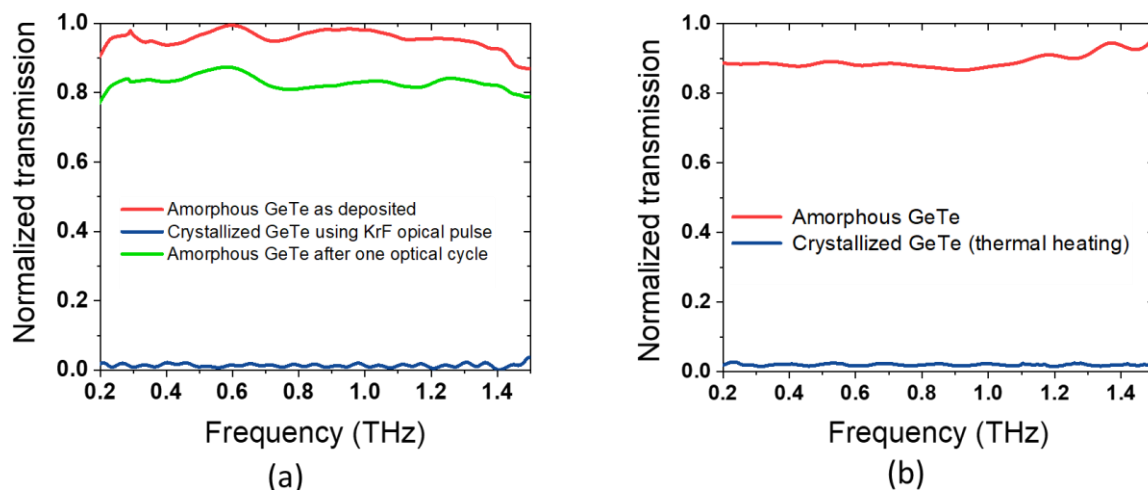 Normalized transmission
1.0
0.8
0.6
0.4
0.2
0.0
Amorphous GeTe as deposited
Crystallized GeTe using KrF opical pulse
Amorphous GeTe after one optical cycle
0.2 0.4 0.6 0.8 1.0 1.2 1.4
Frequency (THz)
(a)
Normalized transmission
1.0
0.8
0.6
0.4
0.2
0.0
Amorphous GeTe
Crystallized GeTe (thermal heating)
0.2 0.4 0.6 0.8 1.0 1.2 1.4
Frequency (THz)
(b)